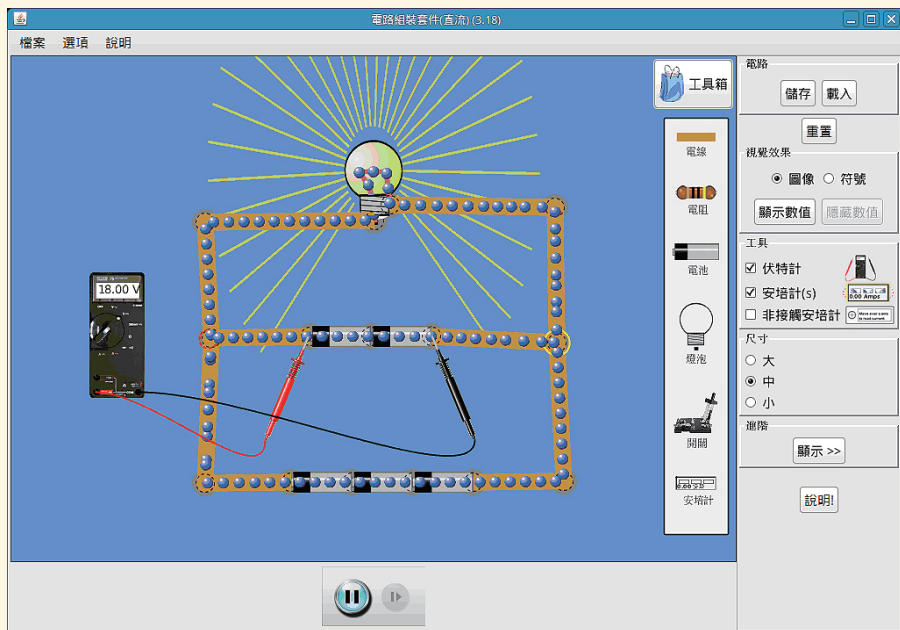 電路組裝套件(直流) (3.18)
檔案 選項 說明
工具箱
電線
電阻
電池
燈泡
開關
安培計
18.00 V
電路
儲存 載入
重置
視覺效果
圖像 符號
顯示數值 隱藏數值
工具
伏特計
安培計(s)
0.00 Amps
非接觸安培計
尺寸
大
中
小
進階
顯示 >>
說明!